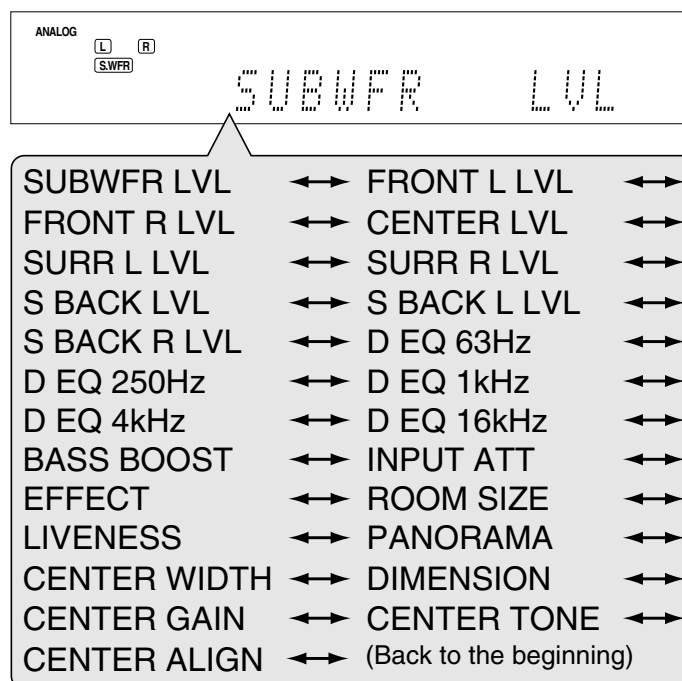 ANALOG
L R
S.WFR
SUBWFR LVL
SUBWFR LVL ↔ FRONT L LVL ↔
FRONT R LVL ↔ CENTER LVL ↔
SURR L LVL ↔ SURR R LVL ↔
S BACK LVL ↔ S BACK L LVL ↔
S BACK R LVL ↔ D EQ 63Hz ↔
D EQ 250Hz ↔ D EQ 1kHz ↔
D EQ 4kHz ↔ D EQ 16kHz ↔
BASS BOOST ↔ INPUT ATT ↔
EFFECT ↔ ROOM SIZE ↔
LIVENESS ↔ PANORAMA ↔
CENTER WIDTH ↔ DIMENSION ↔
CENTER GAIN ↔ CENTER TONE ↔
CENTER ALIGN ↔ (Back to the beginning)